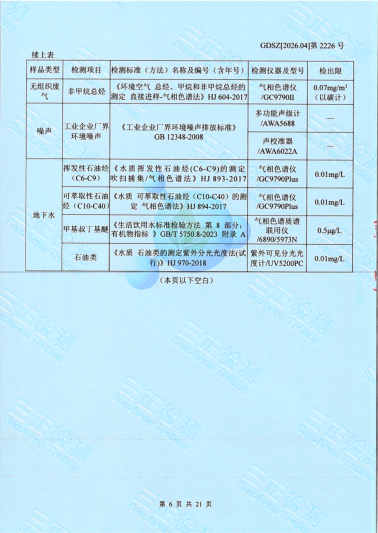 GDSZ[2026.04]第 2226 号
续上表
样品类型 检测项目 检测标准（方法）名称及编号（含年号） 检测仪器及型号 检出限
无组织废气 非甲烷总烃 《环境空气 总烃、甲烷和非甲烷总烃的测定 直接进样-气相色谱法》HJ 604-2017 气相色谱仪/GC9790II 0.07mg/m³（以碳计）
噪声 工业企业厂界环境噪声 《工业企业厂界环境噪声排放标准》GB 12348-2008 多功能声级计/AWA5688 —
声校准器/AWA6022A —
地下水 挥发性石油烃（C6-C9） 《水质 挥发性石油烃(C6-C9)的测定 吹扫捕集/气相色谱法》HJ 893-2017 气相色谱仪/GC9790Plus 0.01mg/L
可萃取性石油烃（C10-C40） 《水质 可萃取性石油烃（C10-C40）的测定 气相色谱法》HJ 894-2017 气相色谱仪/GC9790Plus 0.01mg/L
甲基叔丁基醚 《生活饮用水标准检验方法 第 8 部分：有机物指标 》GB/T 5750.8-2023 附录 A 气相色谱质谱联用仪/6890/5973N 0.5μg/L
石油类 《水质 石油类的测定紫外分光光度法(试行)》HJ 970-2018 紫外可见分光光度计/UV5200PC 0.01mg/L
（本页以下空白）
三正检测
第 6 页 共 21 页